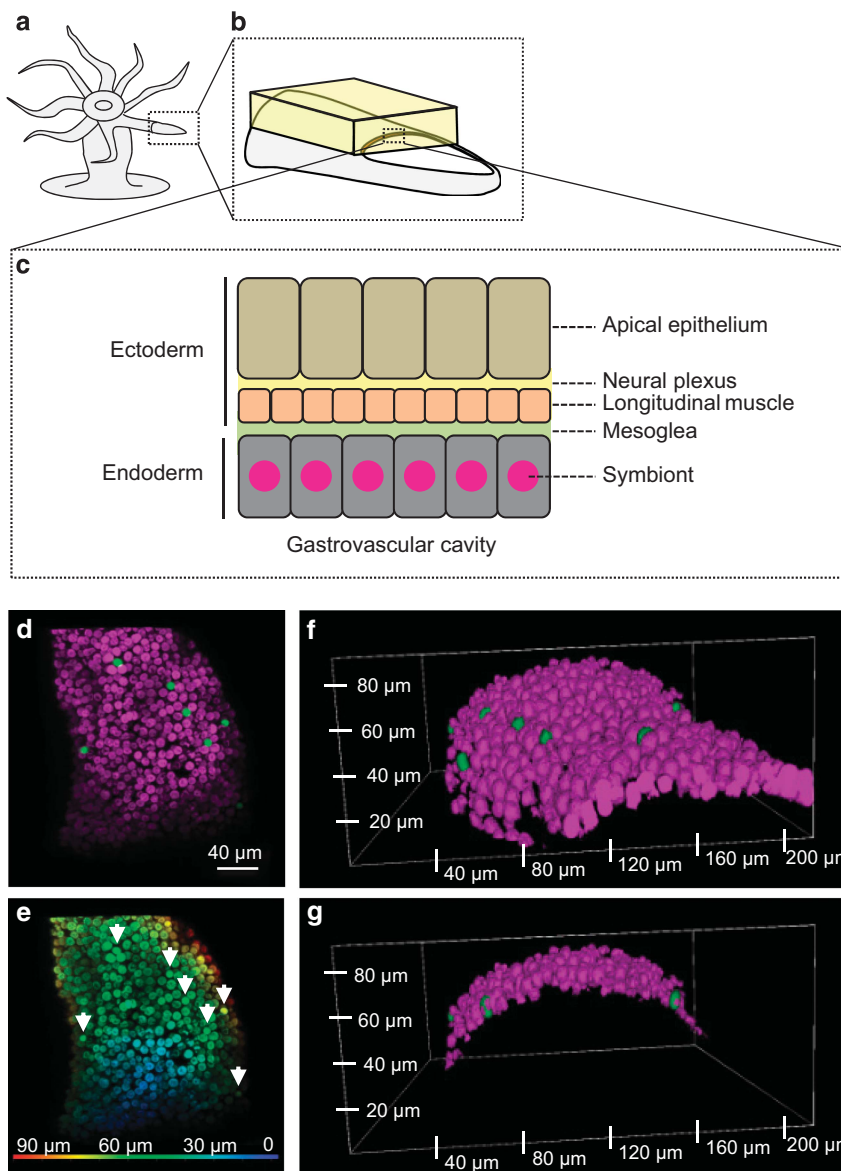 a
b
c
Ectoderm
Endoderm
Apical epithelium
Neural plexus
Longitudinal muscle
Mesoglea
Symbiont
Gastrovascular cavity
d
40 µm
f
80 µm
60 µm
40 µm
20 µm
40 µm
80 µm
120 µm
160 µm
200 µm
e
90 µm 60 µm 30 µm 0
g
80 µm
60 µm
40 µm
20 µm
40 µm
80 µm
120 µm
160 µm
200 µm